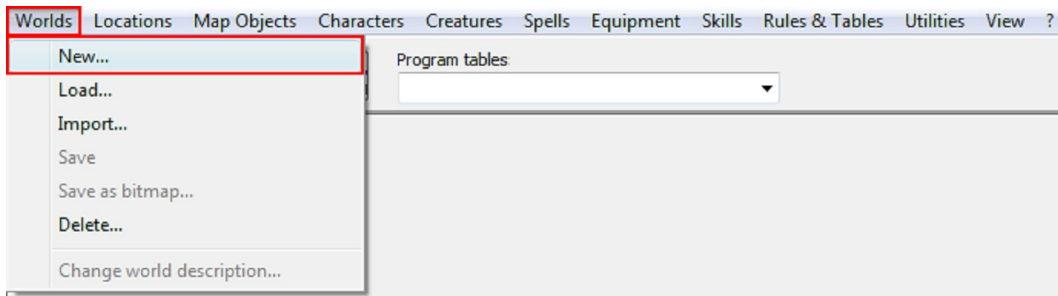 Worlds Locations Map Objects Characters Creatures Spells Equipment Skills Rules & Tables Utilities View ?
New...
Program tables:
Load...
Import...
Save
Save as bitmap...
Delete...
Change world description...